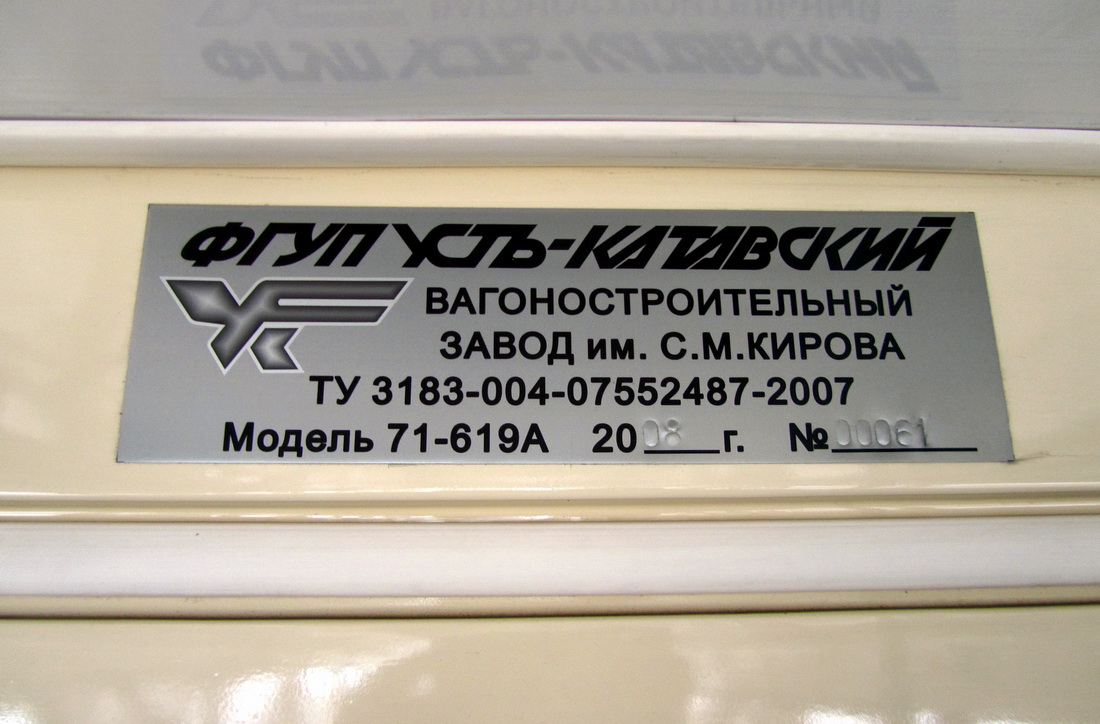 ФГУП УСТЬ-КАТАВСКИЙ
ВАГОНОСТРОИТЕЛЬНЫЙ
ЗАВОД им. С.М.КИРОВА
ТУ 3183-004-07552487-2007
Модель 71-619А 2008 г. №00061